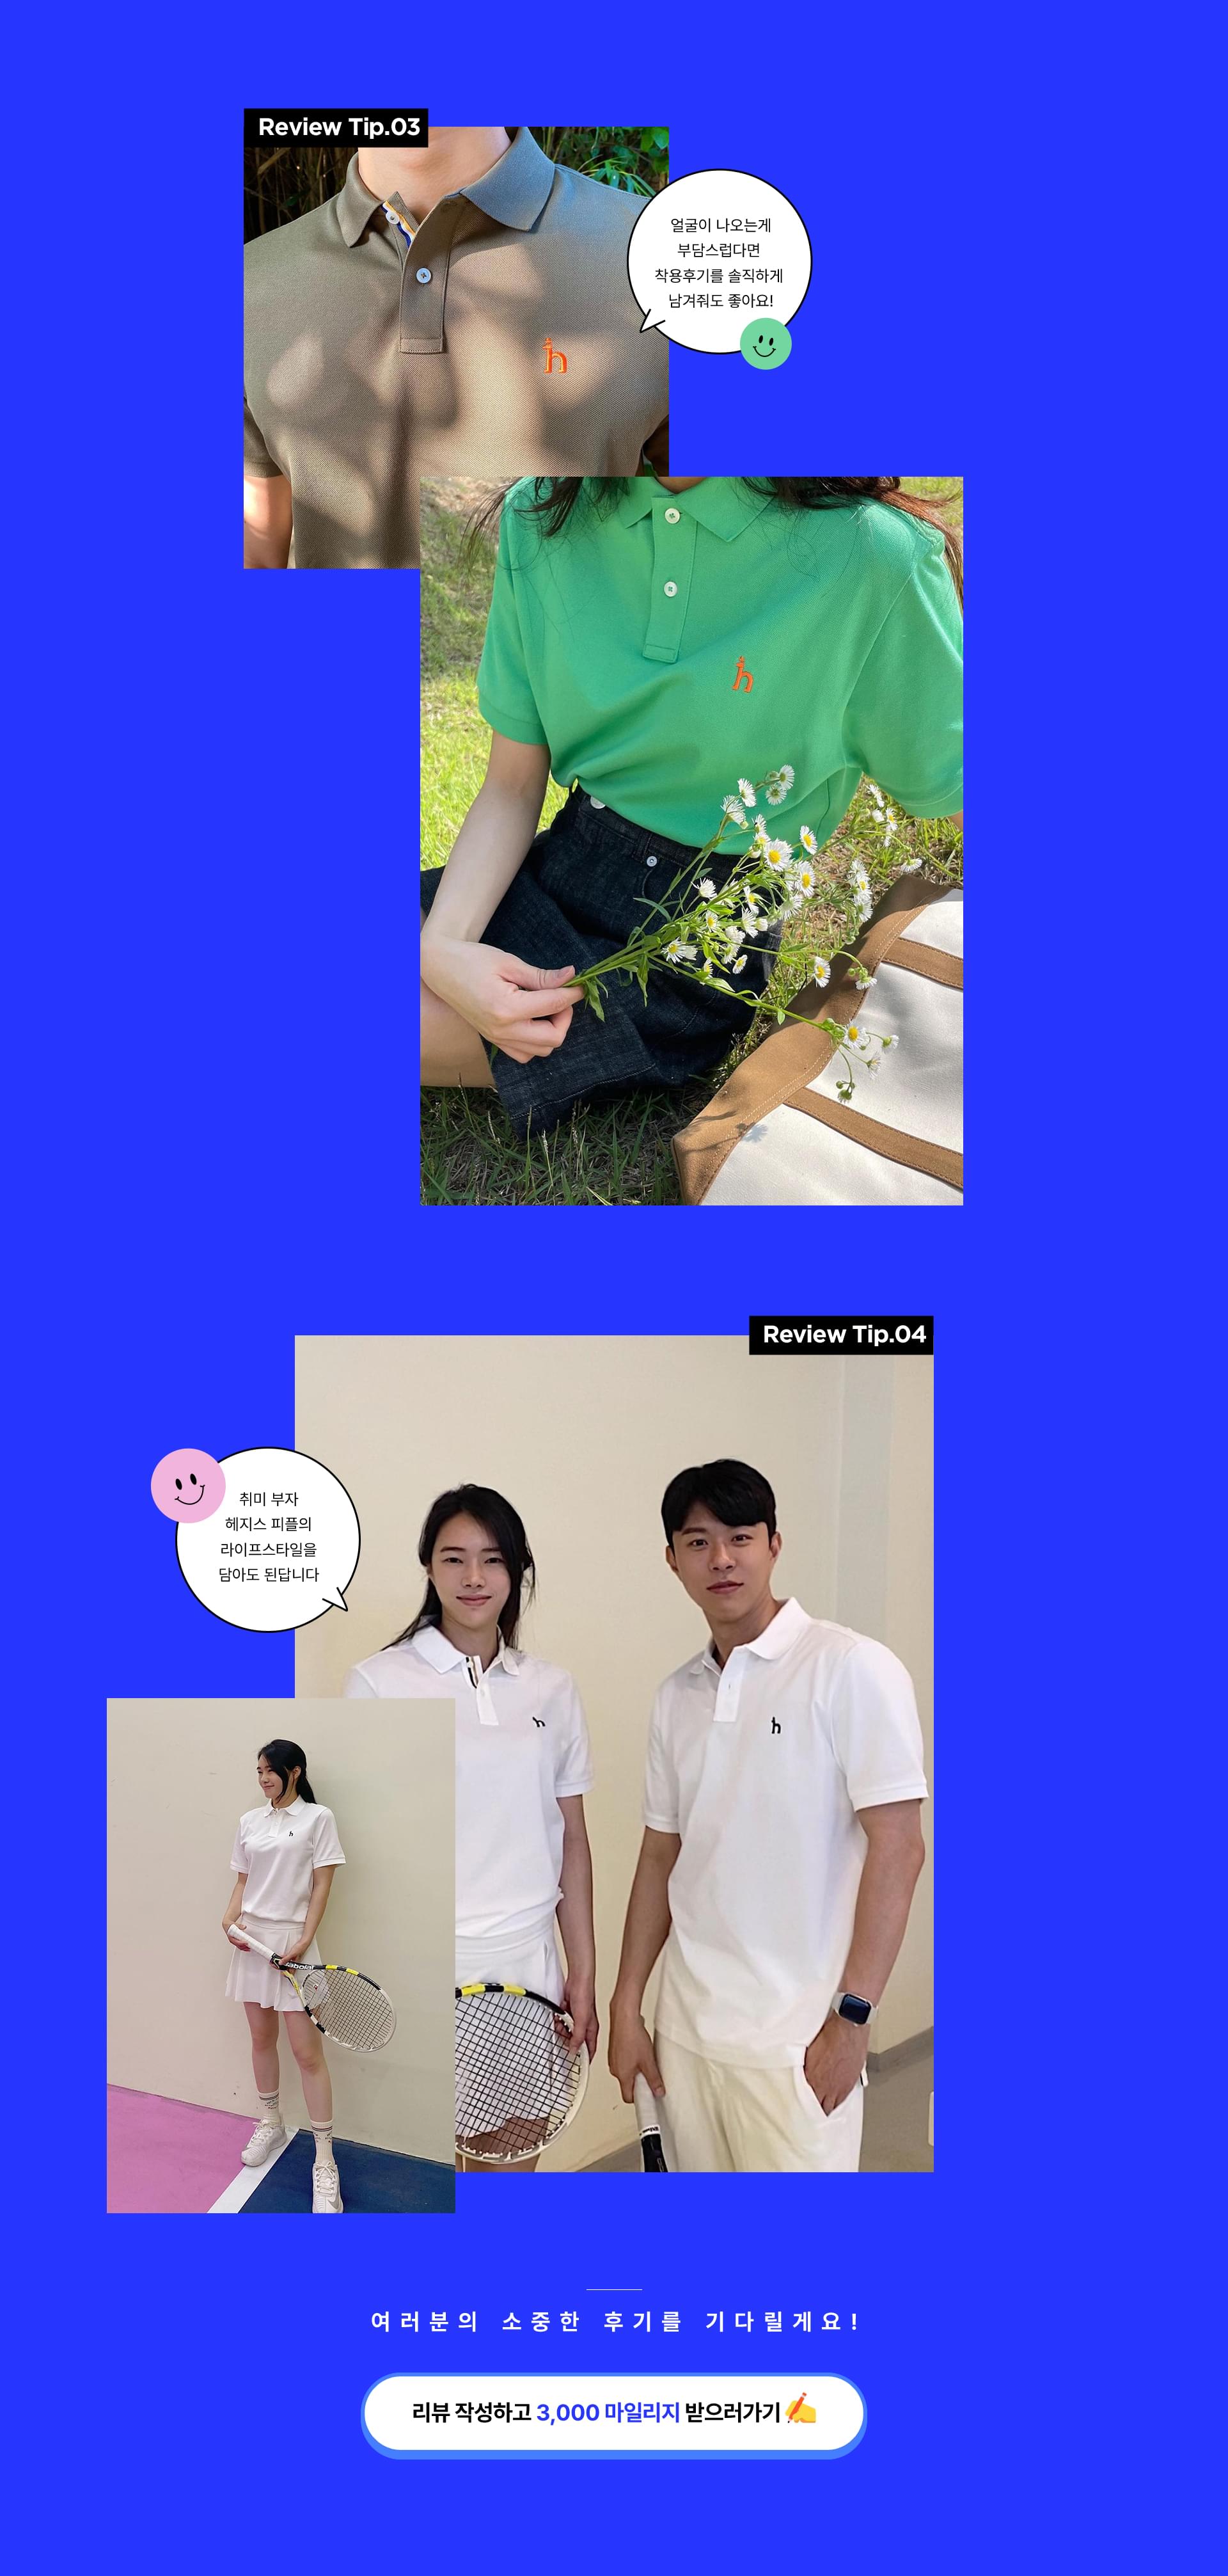 Review Tip.03
얼굴이 나오는게
부담스럽다면
착용후기를 솔직하게
남겨줘도 좋아요!
h
h
Review Tip.04
취미 부자
헤지스 피플의
라이프스타일을
담아도 된답니다
h
h
h
Babolat
여러분의 소중한 후기를 기다릴게요!
리뷰 작성하고 3,000 마일리지 받으러가기